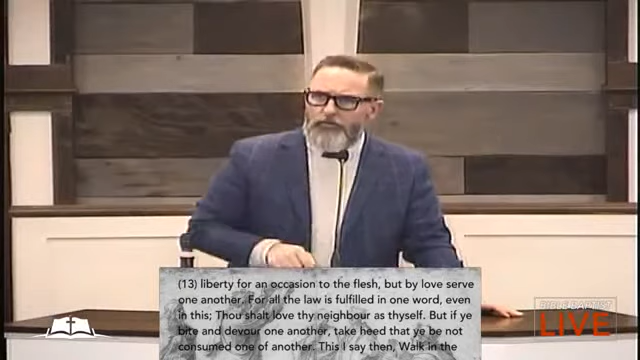 (13) liberty for an occasion to the flesh, but by love serve
one another. For all the law is fulfilled in one word, even
in this; Thou shalt love thy neighbour as thyself. But if ye
bite and devour one another, take heed that ye be not
consumed one of another. This I say then, Walk in the
BIBLE BAPTIST
LIVE